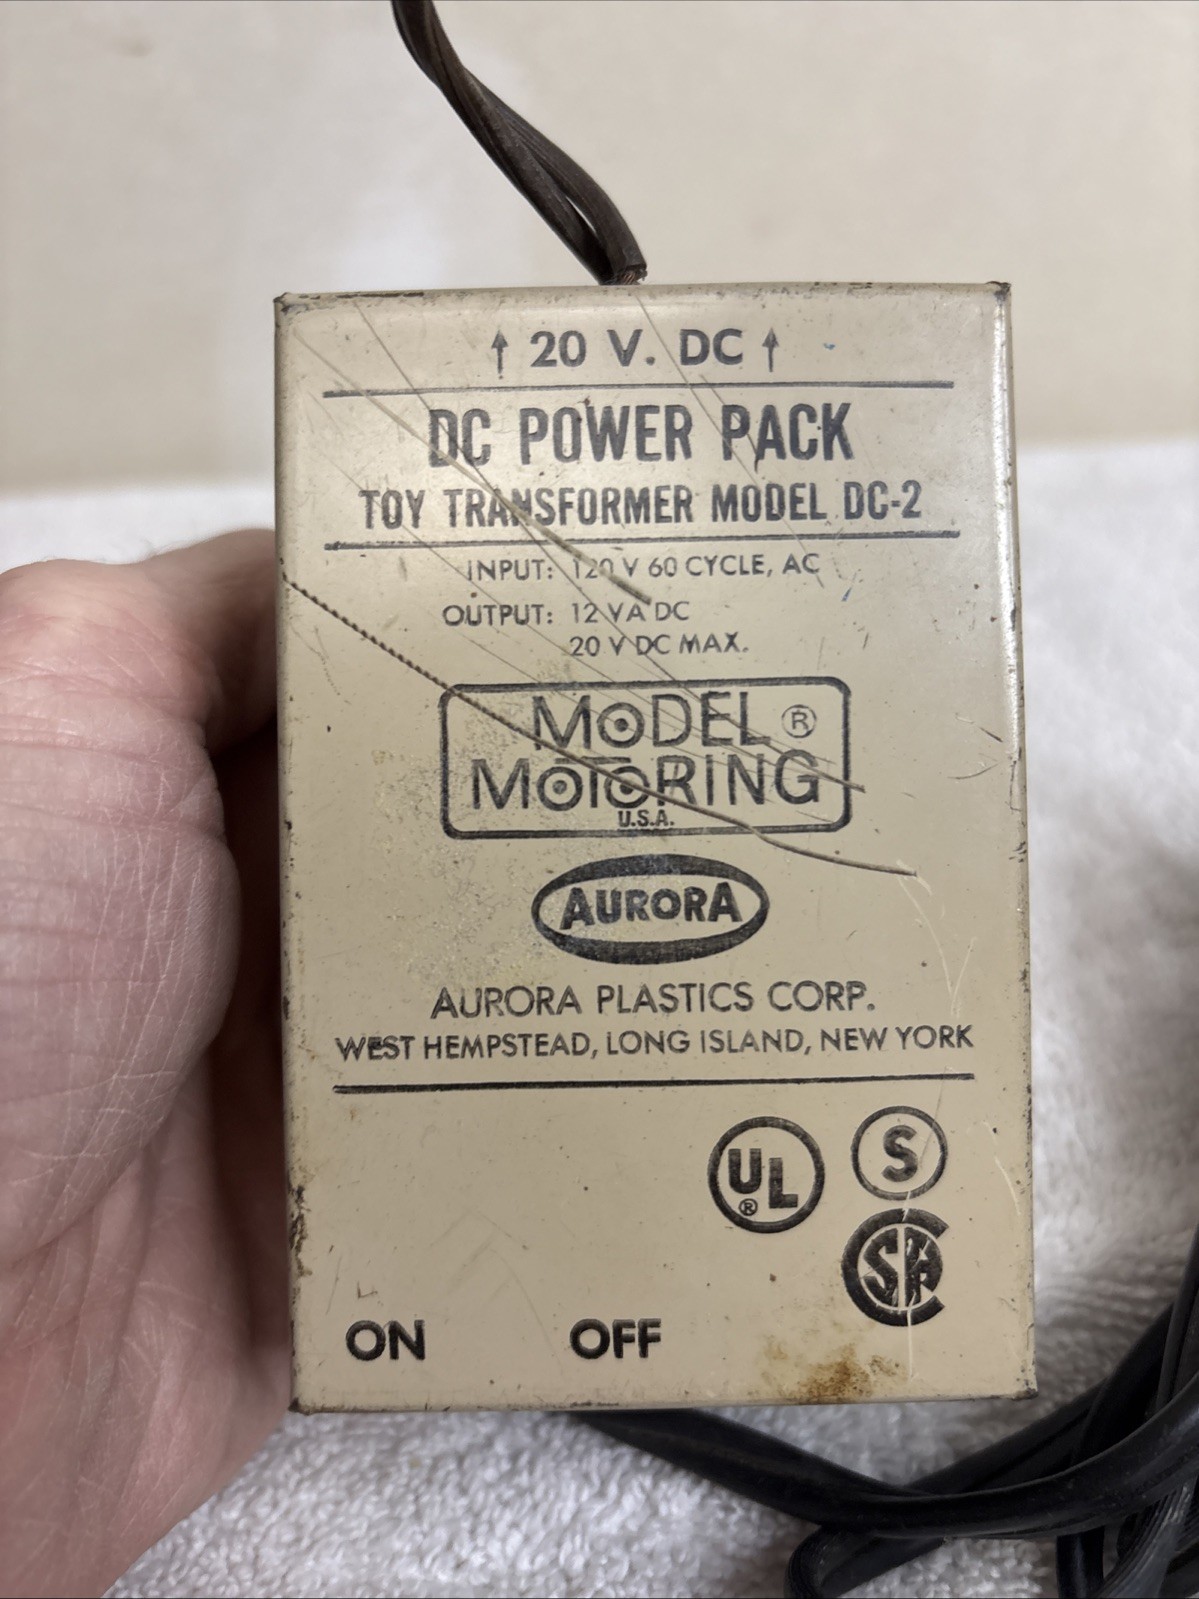 ↑ 20 V. DC ↑
DC POWER PACK
TOY TRANSFORMER MODEL DC-2
INPUT: 120 V 60 CYCLE, AC
OUTPUT: 12 VA DC
20 V DC MAX.
MODEL ®
MOTORING
U.S.A.
AURORA
AURORA PLASTICS CORP.
WEST HEMPSTEAD, LONG ISLAND, NEW YORK
UL ®
S
SA
ON OFF